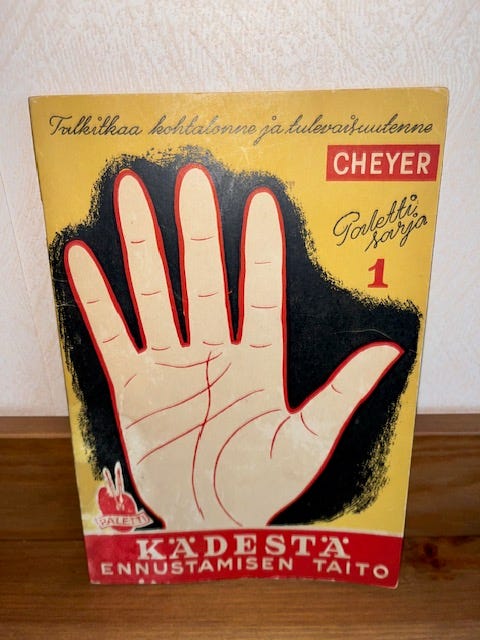 Tulkitkaa kohtalonne ja tulevaisuutenne
CHEYER
Paletti
sarja
1
PALETTI
KÄDESTÄ
ENNUSTAMISEN TAITO